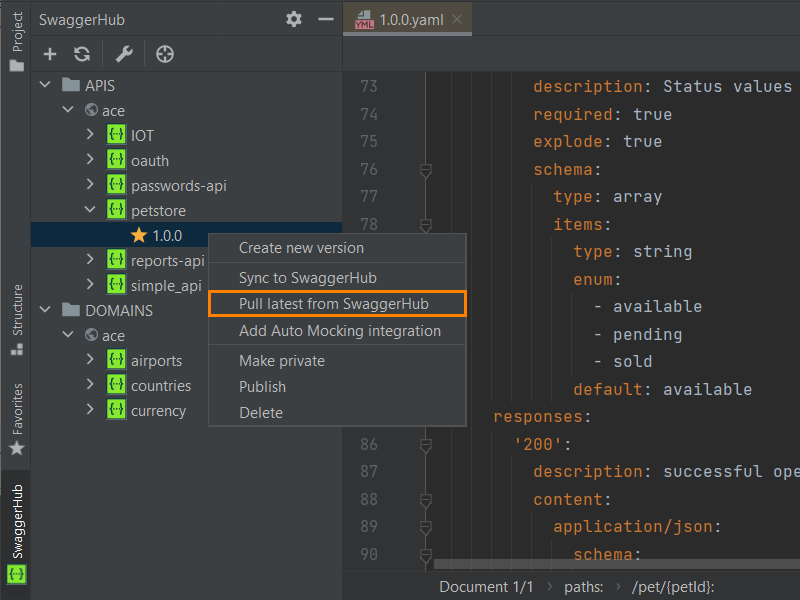 SwaggerHub
1.0.0.yaml
Project
Structure
Favorites
SwaggerHub
APIS
ace
IOT
oauth
passwords-api
petstore
1.0.0
reports-api
simple_api
DOMAINS
ace
airports
countries
currency
Create new version
Sync to SwaggerHub
Pull latest from SwaggerHub
Add Auto Mocking integration
Make private
Publish
Delete
73 description: Status values
74 required: true
75 explode: true
76 schema:
77 type: array
78 items:
type: string
enum:
- available
- pending
- sold
default: available
responses:
86 '200':
87 description: successful ope
88 content:
89 application/json:
90 schema:
Document 1/1 › paths: › /pet/{petId}: